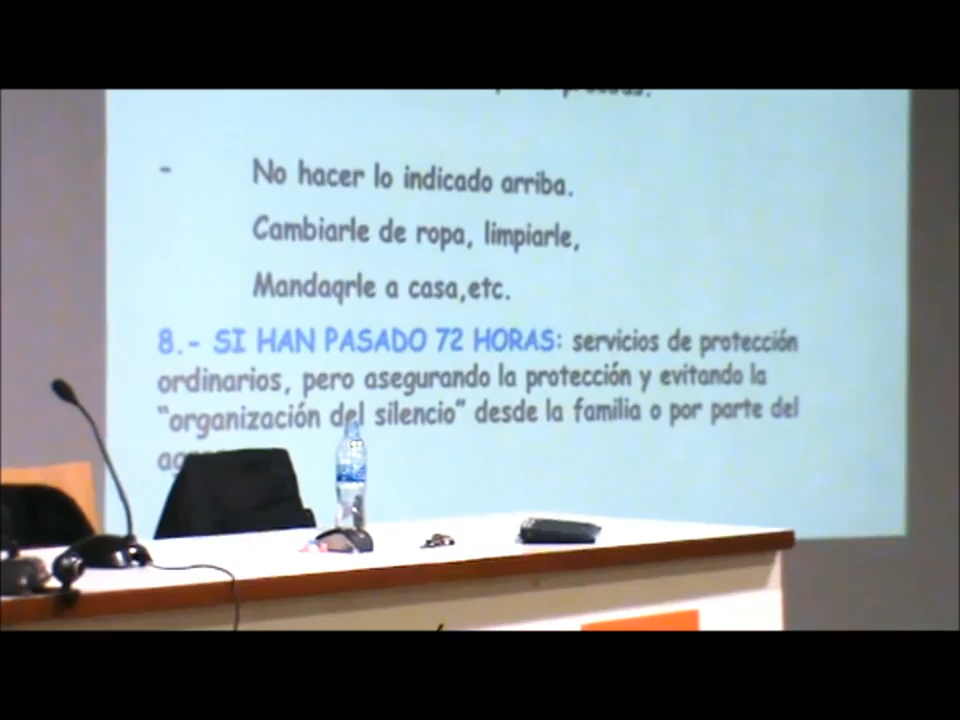 -
No hacer lo indicado arriba.
Cambiarle de ropa, limpiarle,
Mandaqrle a casa,etc.
8.- SI HAN PASADO 72 HORAS: servicios de protección
ordinarios, pero asegurando la protección y evitando la
“organización del silencio” desde la familia o por parte del